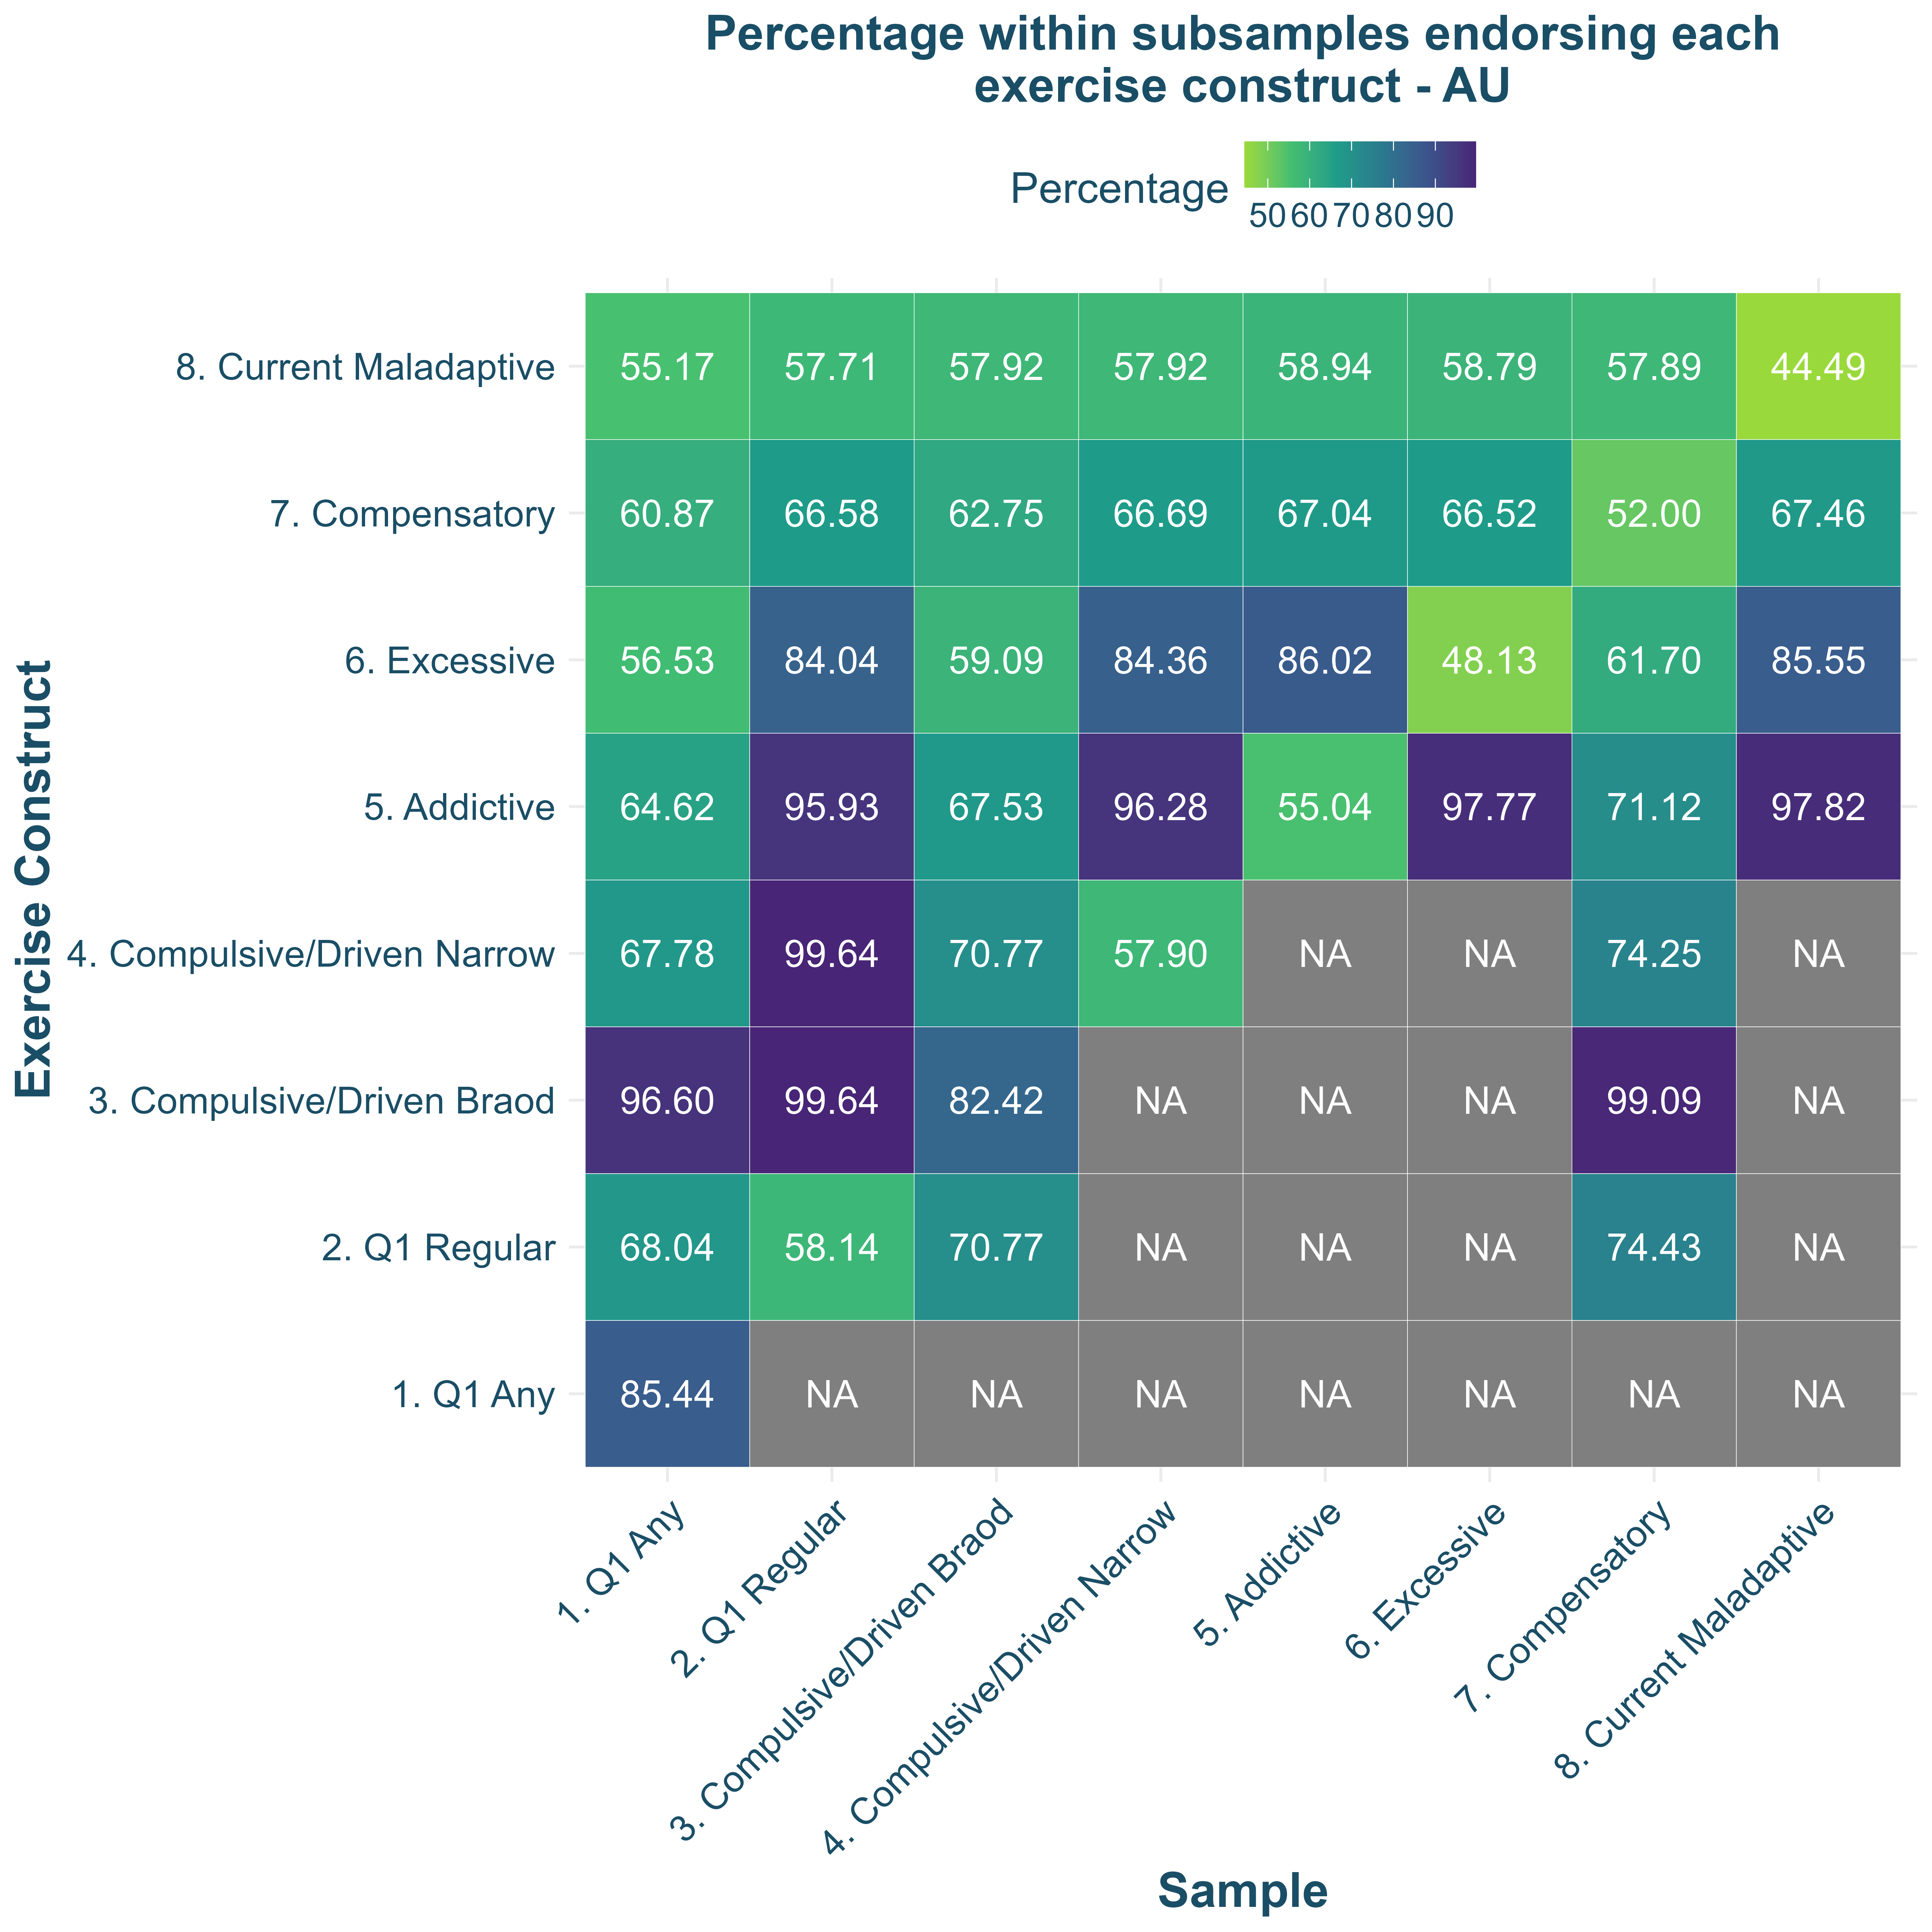 Percentage within subsamples endorsing each
exercise construct - AU
Percentage
50 60 70 80 90
Exercise Construct
8. Current Maladaptive 55.17 57.71 57.92 57.92 58.94 58.79 57.89 44.49
7. Compensatory 60.87 66.58 62.75 66.69 67.04 66.52 52.00 67.46
6. Excessive 56.53 84.04 59.09 84.36 86.02 48.13 61.70 85.55
5. Addictive 64.62 95.93 67.53 96.28 55.04 97.77 71.12 97.82
4. Compulsive/Driven Narrow 67.78 99.64 70.77 57.90 NA NA 74.25 NA
3. Compulsive/Driven Braod 96.60 99.64 82.42 NA NA NA 99.09 NA
2. Q1 Regular 68.04 58.14 70.77 NA NA NA 74.43 NA
1. Q1 Any 85.44 NA NA NA NA NA NA NA
1. Q1 Any
2. Q1 Regular
3. Compulsive/Driven Braod
4. Compulsive/Driven Narrow
5. Addictive
6. Excessive
7. Compensatory
8. Current Maladaptive
Sample